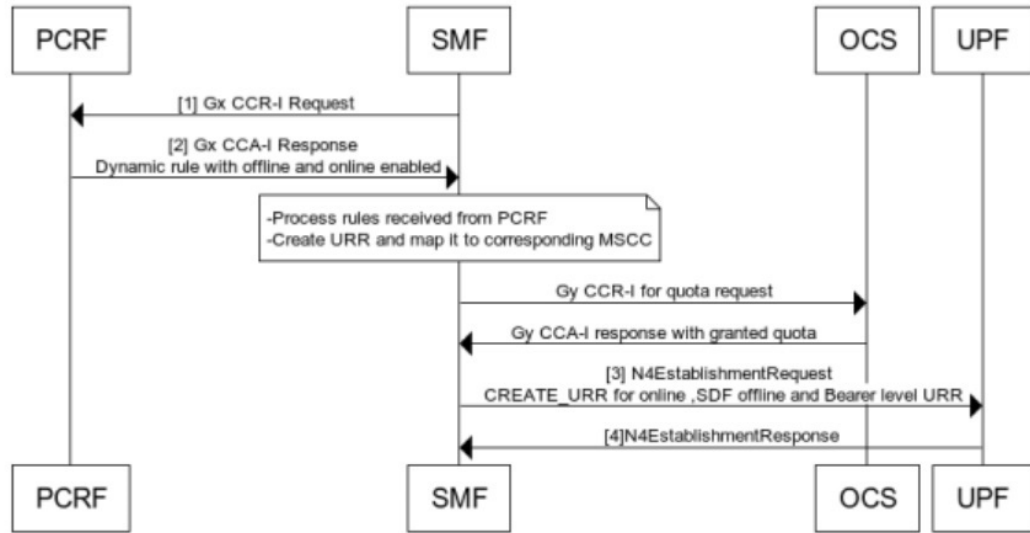 PCRF
SMF
OCS
UPF
[1] Gx CCR-I Request
[2] Gx CCA-I Response
Dynamic rule with offline and online enabled
-Process rules received from PCRF
-Create URR and map it to corresponding MSCC
Gy CCR-I for quota request
Gy CCA-I response with granted quota
[3] N4EstablishmentRequest
CREATE_URR for online ,SDF offline and Bearer level URR
[4]N4EstablishmentResponse
PCRF
SMF
OCS
UPF